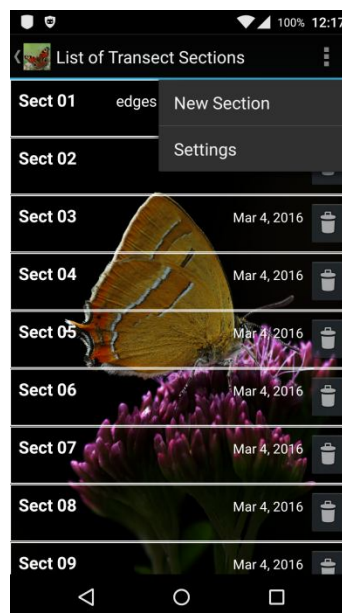 100% 12:17
List of Transect Sections
Sect 01 edges
New Section
Settings
Sect 02
Sect 03 Mar 4, 2016
Sect 04 Mar 4, 2016
Sect 05 Mar 4, 2016
Sect 06 Mar 4, 2016
Sect 07 Mar 4, 2016
Sect 08 Mar 4, 2016
Sect 09 Mar 4, 2016